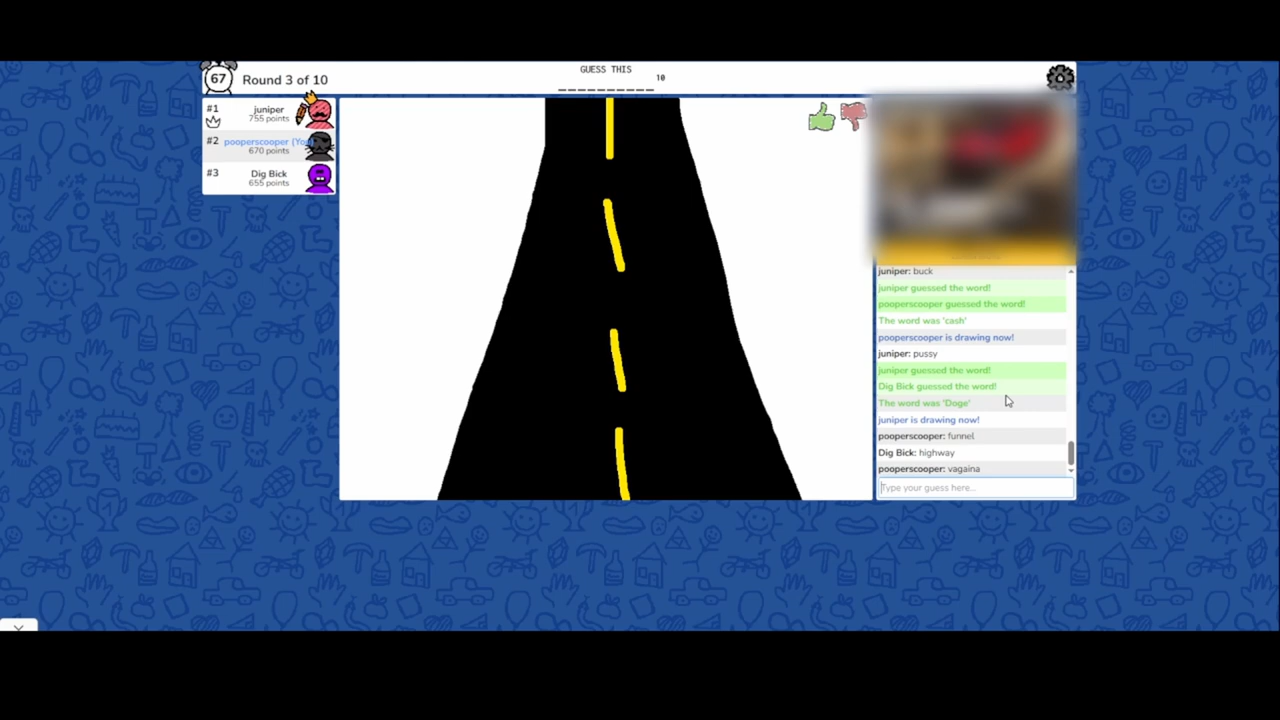 67
Round 3 of 10
GUESS THIS
__________ 10
#1
juniper
755 points
#2
pooperscooper (You)
670 points
#3
Dig Bick
655 points
juniper: buck
juniper guessed the word!
pooperscooper guessed the word!
The word was 'cash'
pooperscooper is drawing now!
juniper: pussy
juniper guessed the word!
Dig Bick guessed the word!
The word was 'Doge'
juniper is drawing now!
pooperscooper: funnel
Dig Bick: highway
pooperscooper: vagaina
Type your guess here...